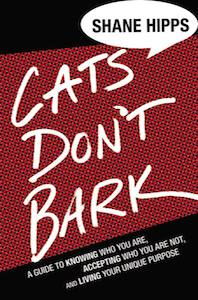 SHANE HIPPS
CATS
DON'T
BARK
A GUIDE TO KNOWING WHO YOU ARE,
ACCEPTING WHO YOU ARE NOT,
AND LIVING YOUR UNIQUE PURPOSE